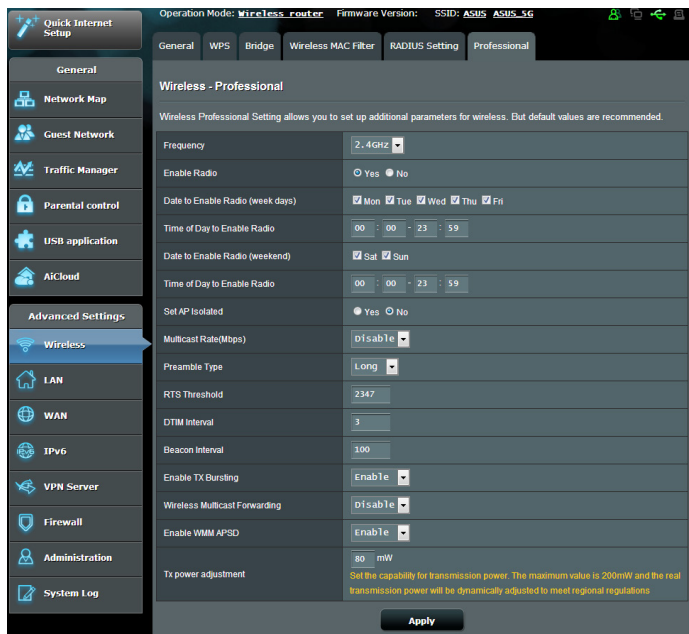 Quick Internet
Setup
Operation Mode: Wireless router Firmware Version: SSID: ASUS ASUS_5G
General WPS Bridge Wireless MAC Filter RADIUS Setting Professional
General
Network Map
Guest Network
Traffic Manager
Parental control
USB application
AiCloud
Advanced Settings
Wireless
LAN
WAN
IPv6
IPv6
VPN Server
Firewall
Administration
System Log
Wireless - Professional
Wireless Professional Setting allows you to set up additional parameters for wireless. But default values are recommended.
Frequency 2.4GHz
Enable Radio Yes No
Date to Enable Radio (week days) Mon Tue Wed Thu Fri
Time of Day to Enable Radio 00 : 00 - 23 : 59
Date to Enable Radio (weekend) Sat Sun
Time of Day to Enable Radio 00 : 00 - 23 : 59
Set AP Isolated Yes No
Multicast Rate(Mbps) Disable
Preamble Type Long
RTS Threshold 2347
DTIM Interval 3
Beacon Interval 100
Enable TX Bursting Enable
Wireless Multicast Forwarding Disable
Enable WMM APSD Enable
Tx power adjustment 80 mW
Set the capability for transmission power. The maximum value is 200mW and the real
transmission power will be dynamically adjusted to meet regional regulations
Apply